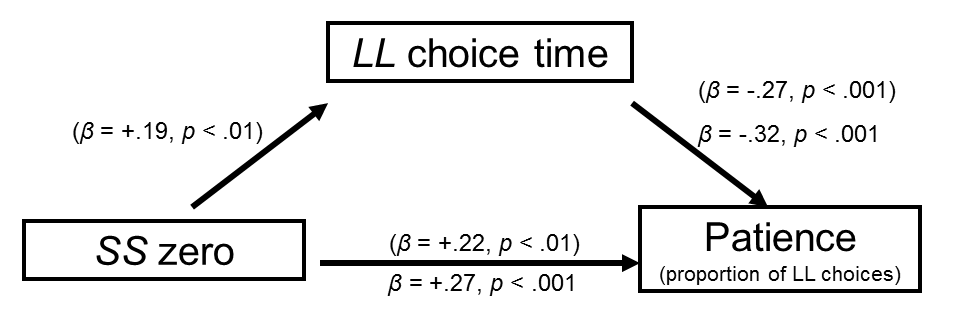 LL choice time
(β = -.27, p < .001)
(β = +.19, p < .01)
β = -.32, p < .001
SS zero
(β = +.22, p < .01)
β = +.27, p < .001
Patience
(proportion of LL choices)